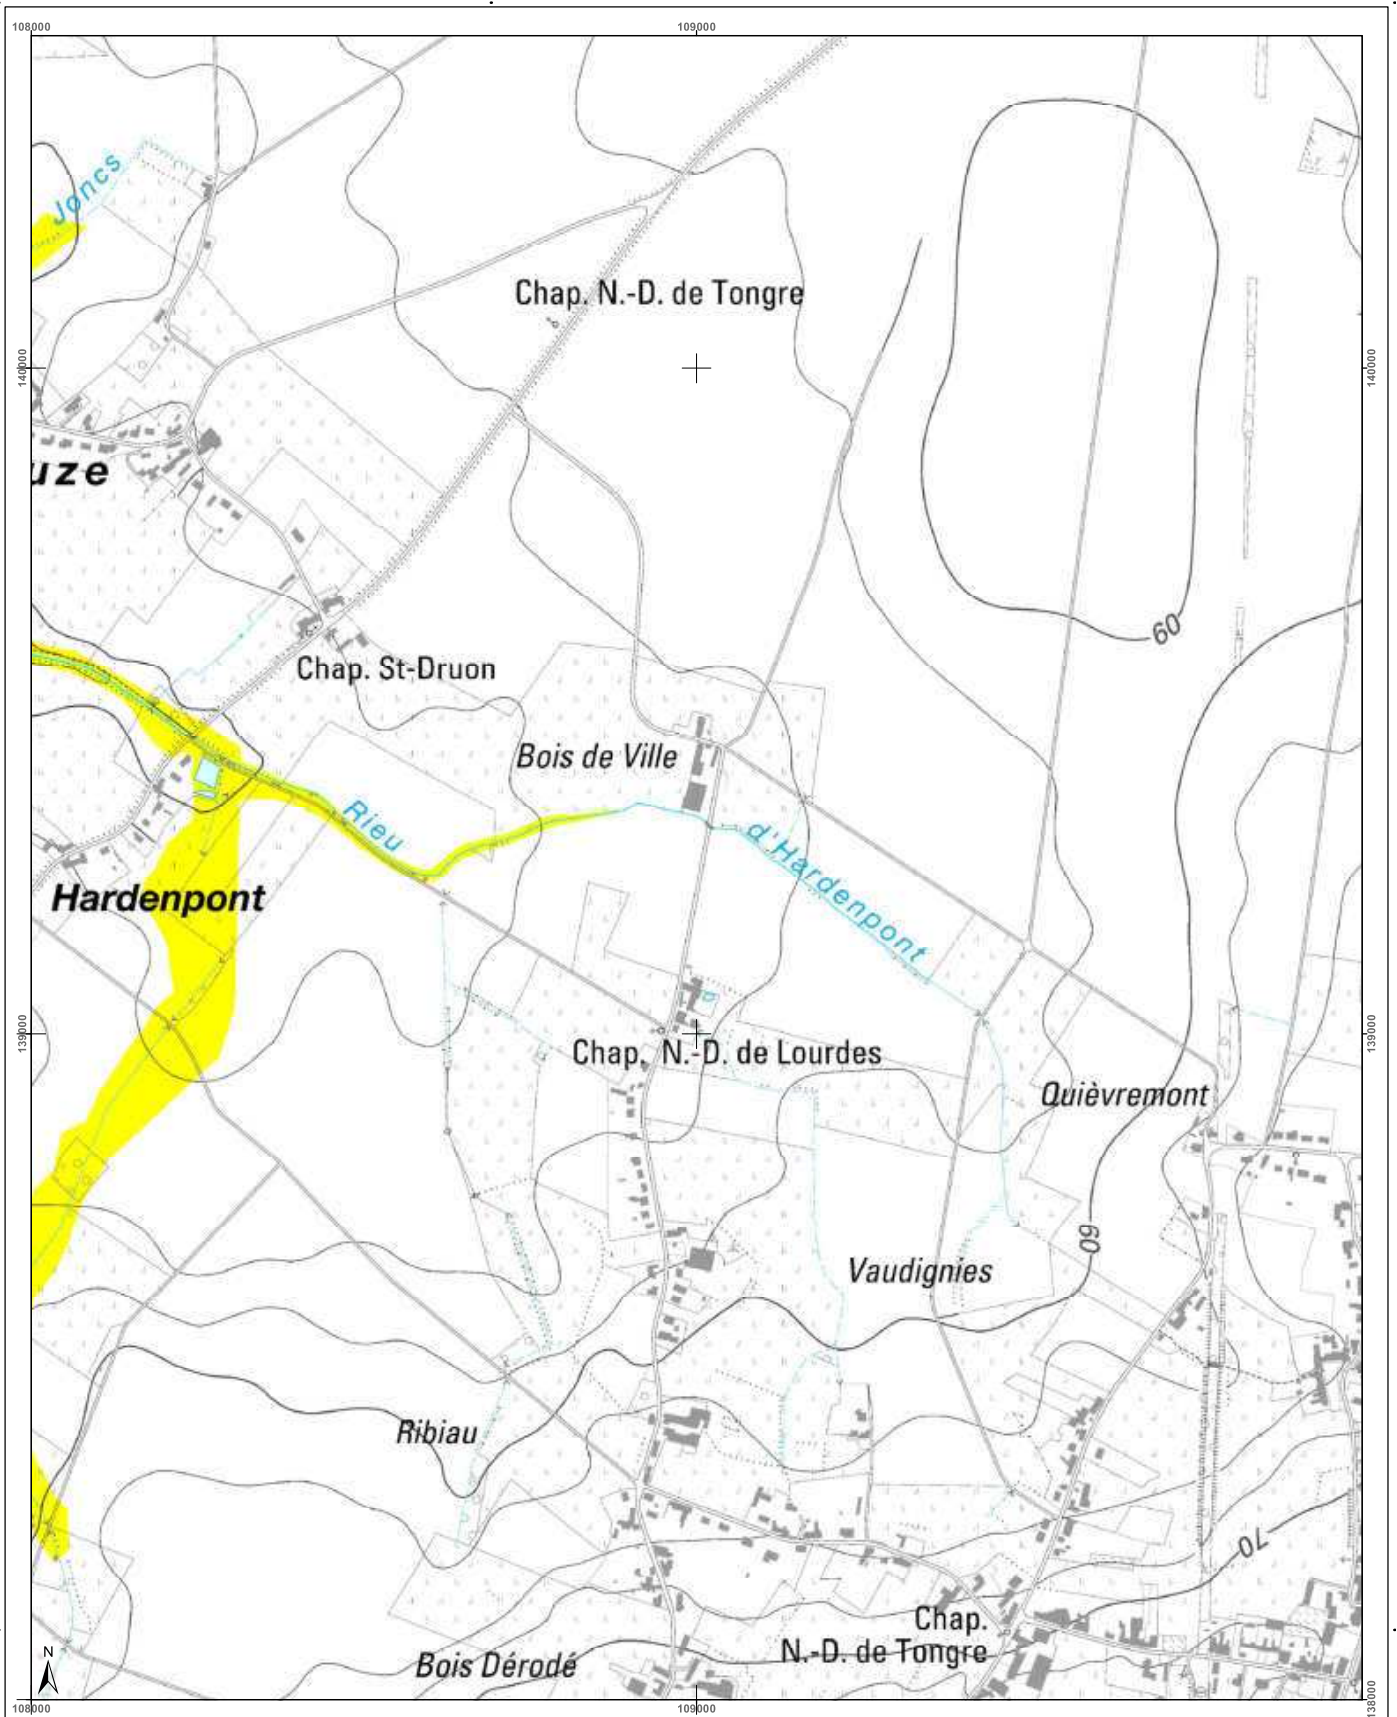 108000
109000
Joncs
Chap. N.-D. de Tongre
140000
140000
uze
60
Chap. St-Druon
Bois de Ville
Rieu
d'Hardenpont
Hardenpont
139000
139000
Chap. N.-D. de Lourdes
Quièvremont
60
Vaudignies
Ribiau
70
Chap.
N.-D. de Tongre
Bois Dérodé
N
108000
109000
138000